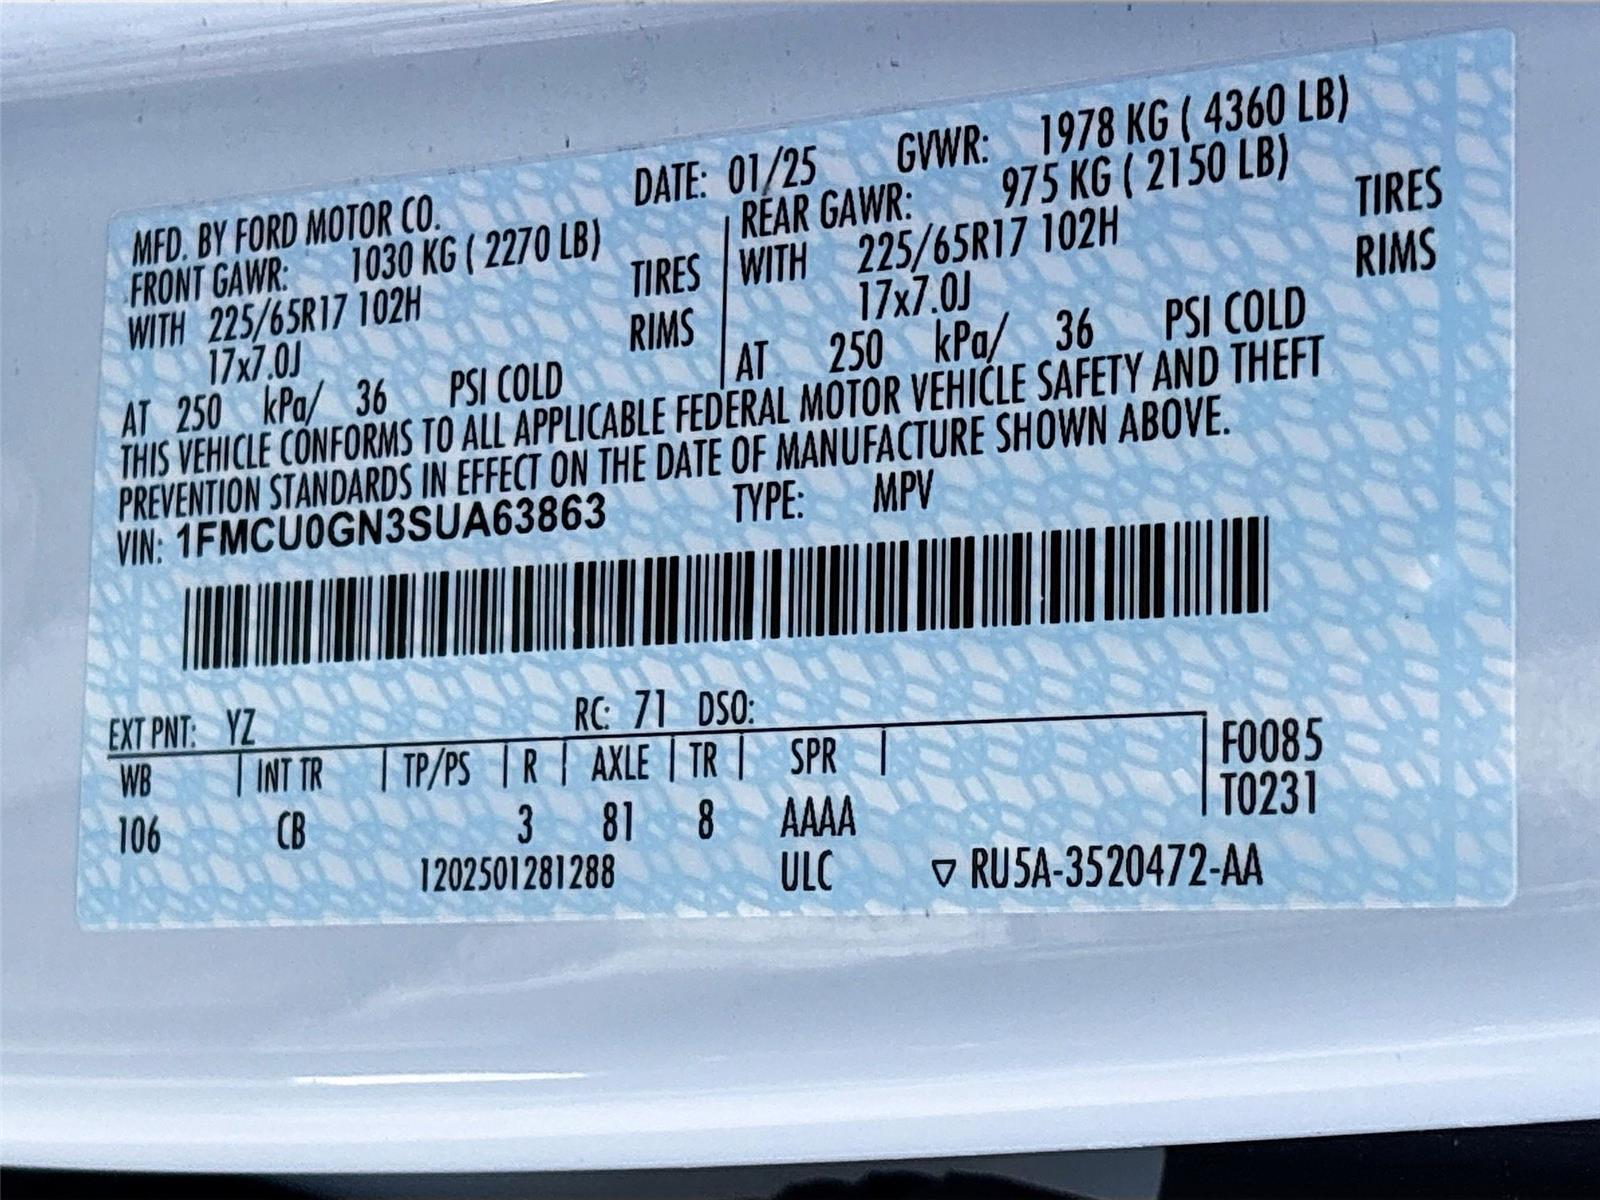 MFD. BY FORD MOTOR CO. DATE: 01/25 GVWR: 1978 KG ( 4360 LB)
FRONT GAWR: 1030 KG ( 2270 LB) REAR GAWR: 975 KG ( 2150 LB)
WITH 225/65R17 102H TIRES WITH 225/65R17 102H TIRES
17x7.0J RIMS 17x7.0J RIMS
AT 250 kPa/ 36 PSI COLD AT 250 kPa/ 36 PSI COLD
THIS VEHICLE CONFORMS TO ALL APPLICABLE FEDERAL MOTOR VEHICLE SAFETY AND THEFT
PREVENTION STANDARDS IN EFFECT ON THE DATE OF MANUFACTURE SHOWN ABOVE.
VIN: 1FMCU0GN3SUA63863 TYPE: MPV
EXT PNT: YZ RC: 71 DSO:
WB | INT TR | TP/PS | R | AXLE | TR | SPR | F0085
106 CB 3 81 8 AAAA T0231
1202501281288 ULC ▽ RU5A-3520472-AA